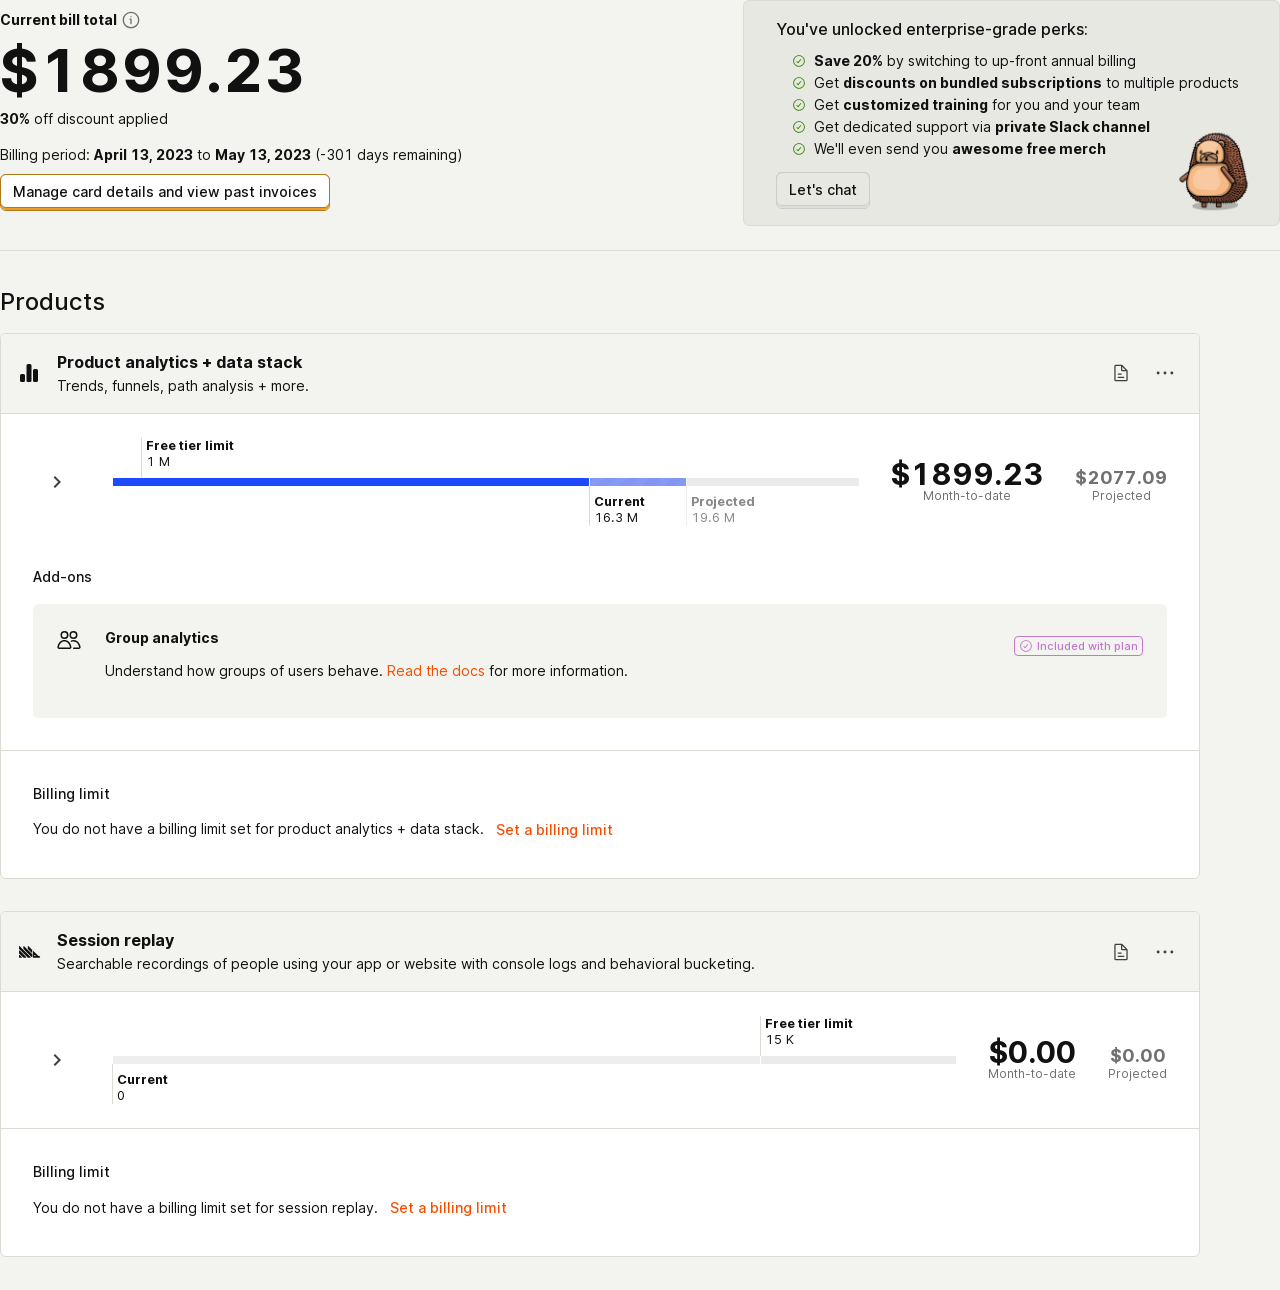 Current bill total
$1899.23
30% off discount applied
Billing period: April 13, 2023 to May 13, 2023 (-301 days remaining)
Manage card details and view past invoices
You've unlocked enterprise-grade perks:
Save 20% by switching to up-front annual billing
Get discounts on bundled subscriptions to multiple products
Get customized training for you and your team
Get dedicated support via private Slack channel
We'll even send you awesome free merch
Let's chat
Products
Product analytics + data stack
Trends, funnels, path analysis + more.
Free tier limit
1 M
Current
16.3 M
Projected
19.6 M
$1899.23
Month-to-date
$2077.09
Projected
Add-ons
Group analytics
Understand how groups of users behave. Read the docs for more information.
Included with plan
Billing limit
You do not have a billing limit set for product analytics + data stack. Set a billing limit
Session replay
Searchable recordings of people using your app or website with console logs and behavioral bucketing.
Free tier limit
15 K
Current
0
$0.00
Month-to-date
$0.00
Projected
Billing limit
You do not have a billing limit set for session replay. Set a billing limit